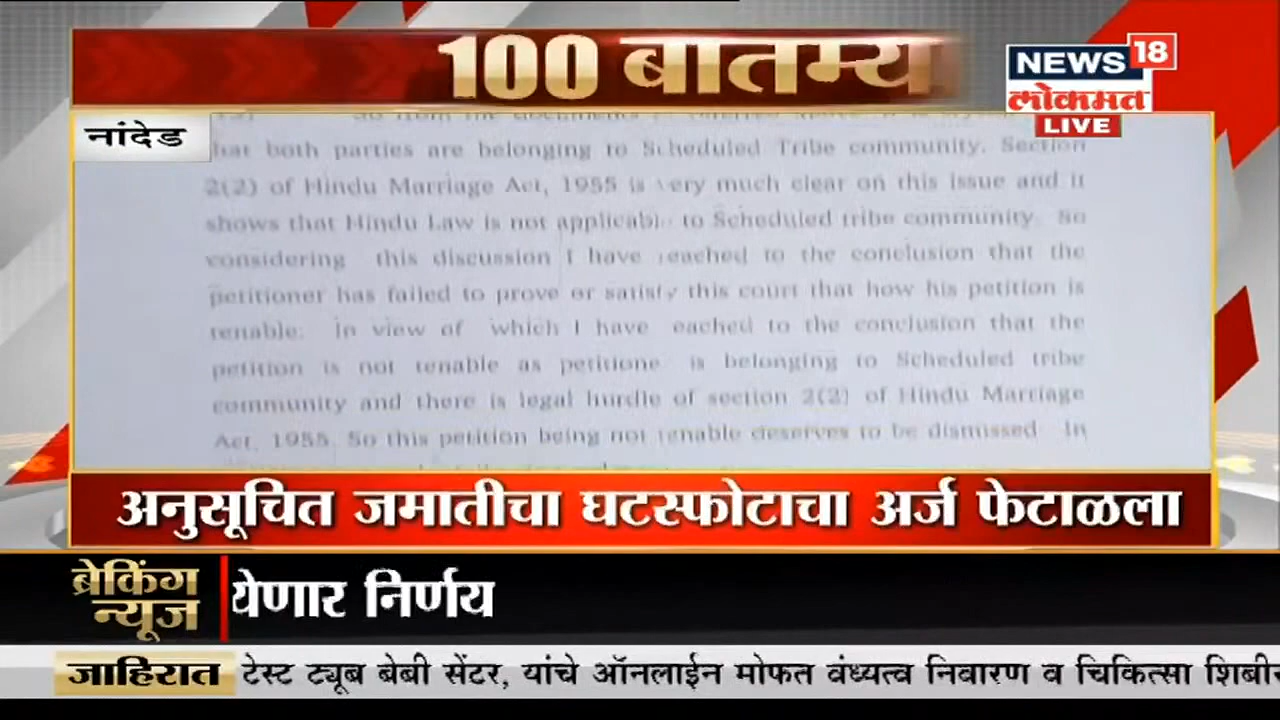 100 बातम्य
NEWS 18
लोकमत
LIVE
नांदेड
that both parties are belonging to Scheduled Tribe community. Section
2(2) of Hindu Marriage Act, 1955 is very much clear on this issue and it
shows that Hindu Law is not applicabl to Scheduled tribe community. So
considering this discussion I have reached to the conclusion that the
petitioner has failed to prove or satisfy this court that how his petition is
tenable. In view of which I have eached to the conclusion that the
petition is not tenable as petitione is belonging to Scheduled tribe
community and there is legal hurdle of section 2(2) of Hindu Marriage
Act, 1955. So this petition being not tenable deserves to be dismissed. In
अनुसूचित जमातीचा घटस्फोटाचा अर्ज फेटाळला
ब्रेकिंग न्यूज
येणार निर्णय
जाहिरात टेस्ट ट्यूब बेबी सेंटर, यांचे ऑनलाईन मोफत वंध्यत्व निवारण व चिकित्सा शिबीर